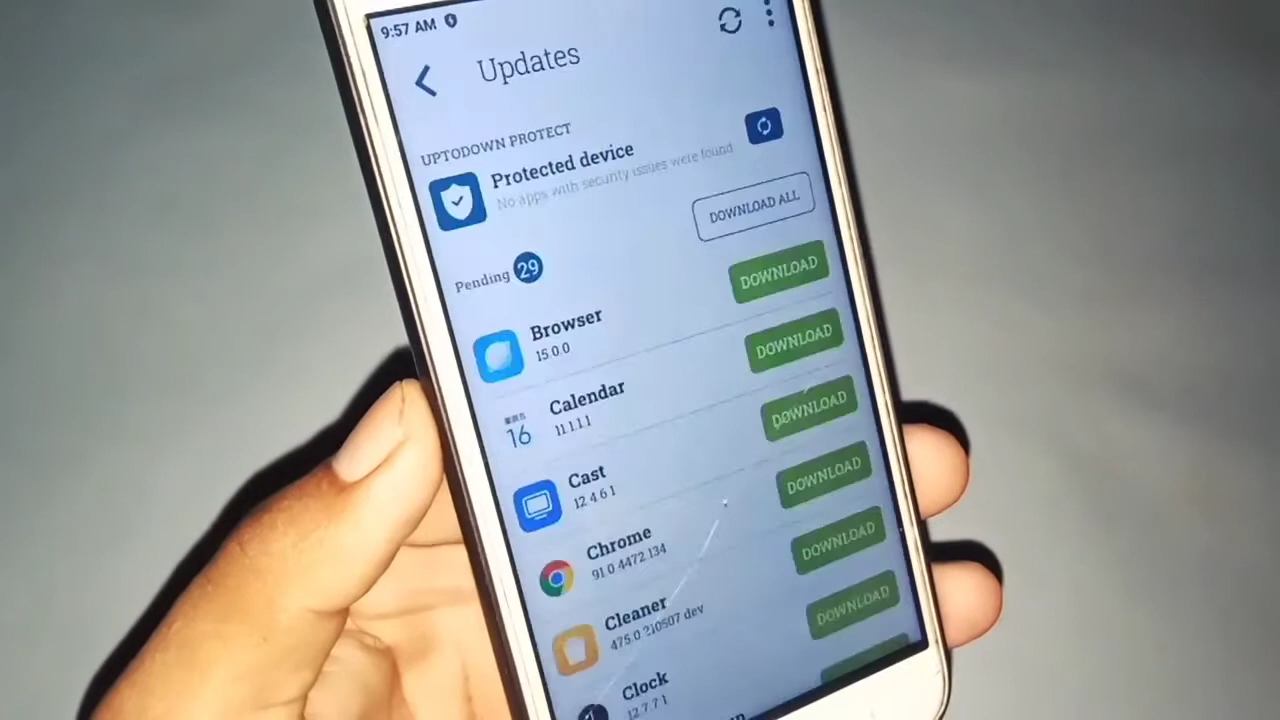 9:57 AM
Updates
UPTODOWN PROTECT
Protected device
No apps with security issues were found
DOWNLOAD ALL
Pending 29
DOWNLOAD
Browser
15.0.0
DOWNLOAD
Calendar
11.1.1.1
16
DOWNLOAD
Cast
12.4.6.1
DOWNLOAD
Chrome
91.0.4472.134
DOWNLOAD
Cleaner
475.0.210507 dev
DOWNLOAD
Clock
12.7.7.1